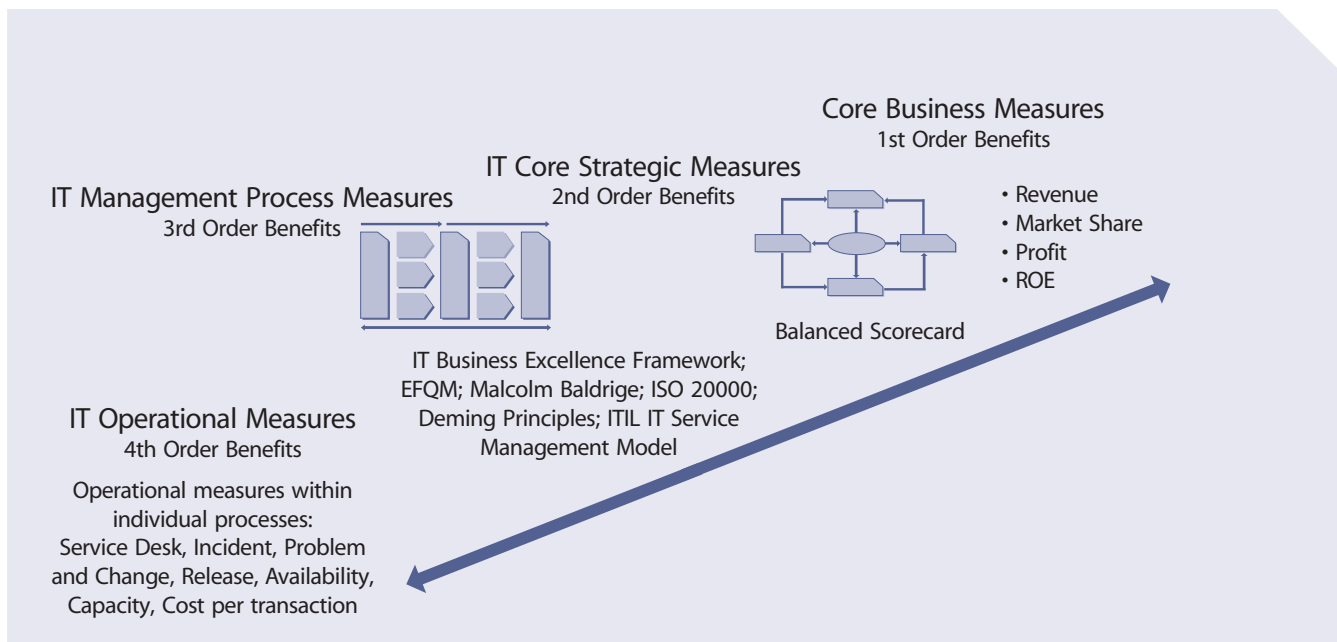 Core Business Measures
1st Order Benefits
• Revenue
• Market Share
• Profit
• ROE
IT Core Strategic Measures
2nd Order Benefits
Balanced Scorecard
IT Management Process Measures
3rd Order Benefits
IT Business Excellence Framework;
EFQM; Malcolm Baldrige; ISO 20000;
Deming Principles; ITIL IT Service
Management Model
IT Operational Measures
4th Order Benefits
Operational measures within
individual processes:
Service Desk, Incident, Problem
and Change, Release, Availability,
Capacity, Cost per transaction